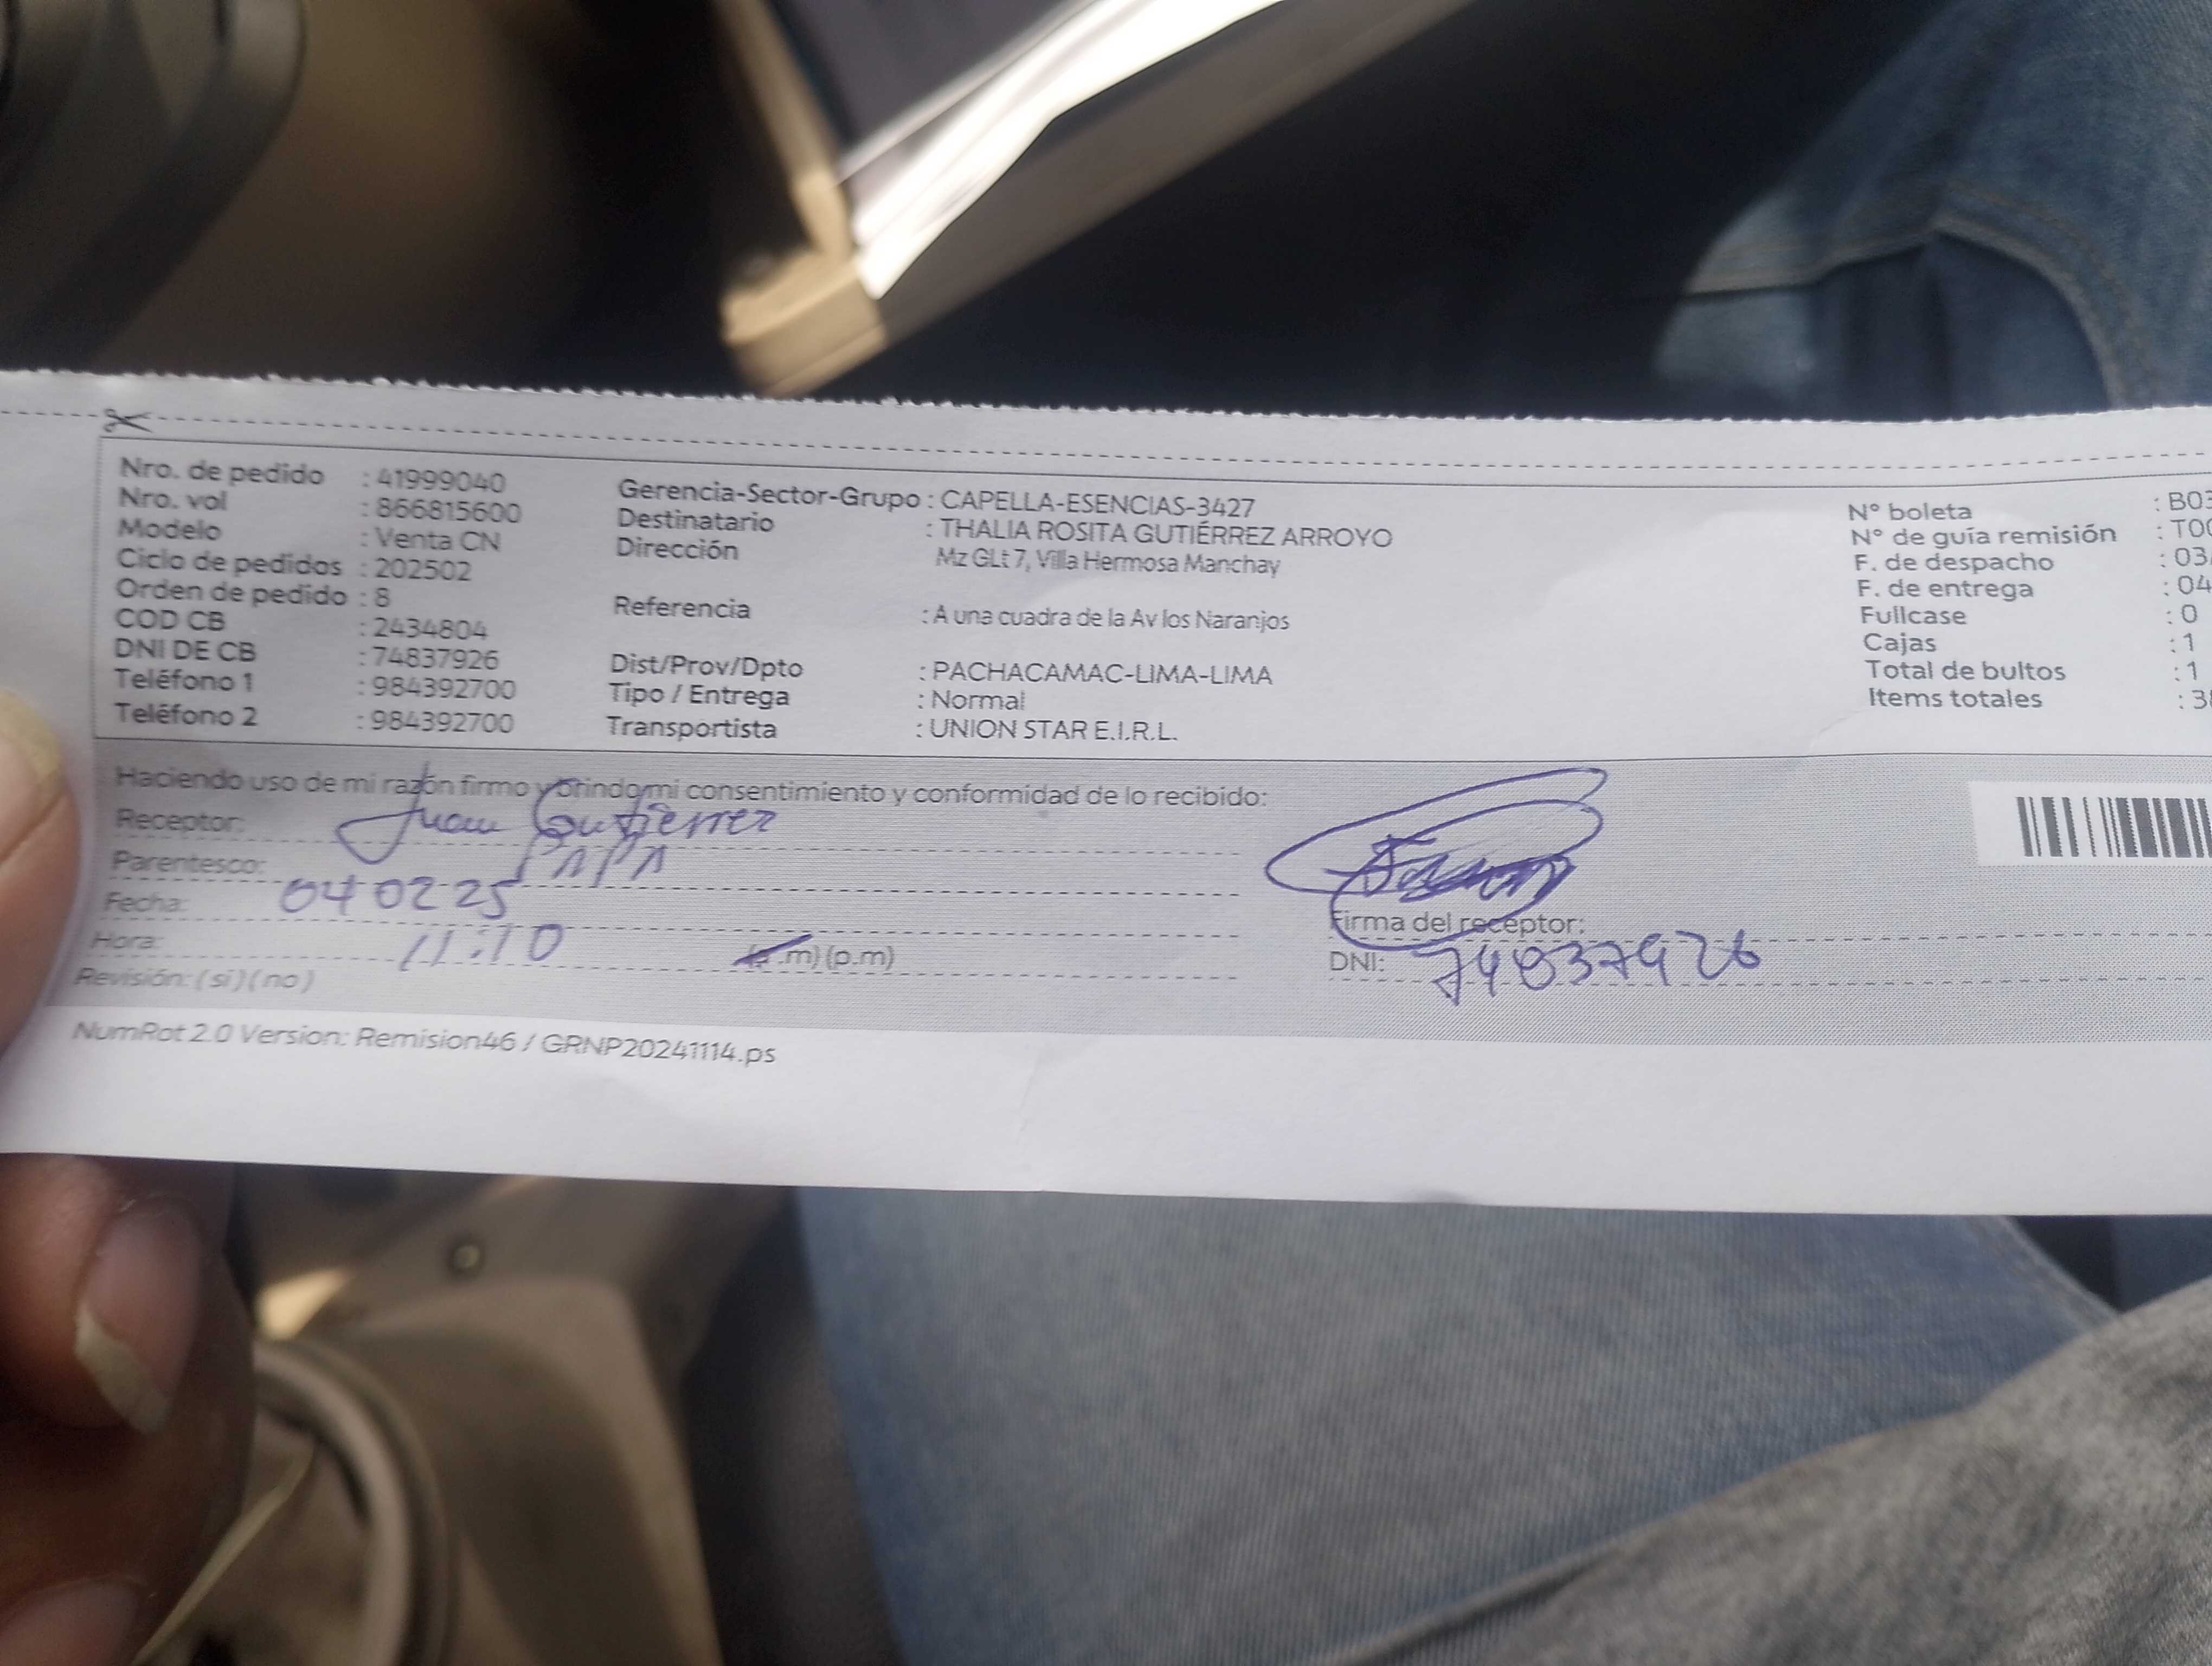 Nro. de pedido : 41999040
Nro. vol : 866815600
Modelo : Venta CN
Ciclo de pedidos : 202502
Orden de pedido : 8
COD CB : 2434804
DNI DE CB : 74837926
Teléfono 1 : 984392700
Teléfono 2 : 984392700
Gerencia-Sector-Grupo : CAPELLA-ESENCIAS-3427
Destinatario : THALIA ROSITA GUTIÉRREZ ARROYO
Dirección Mz GLt 7, Villa Hermosa Manchay
Referencia : A una cuadra de la Av los Naranjos
Dist/Prov/Dpto : PACHACAMAC-LIMA-LIMA
Tipo / Entrega : Normal
Transportista : UNION STAR E.I.R.L.
N° boleta : B03
N° de guía remisión : T00
F. de despacho : 03
F. de entrega : 04
Fullcase : 0
Cajas : 1
Total de bultos : 1
Items totales : 3
Haciendo uso de mi razón firmo y brindo mi consentimiento y conformidad de lo recibido:
Receptor: Juan Gutierrez
Parentesco: PAPA
Fecha: 040225
Hora: 11:10 (a.m) (p.m)
Revisión: (si) (no)
Firma del receptor:
DNI: 74837926
NumRot 2.0 Version: Remision46 / GRNP20241114.ps